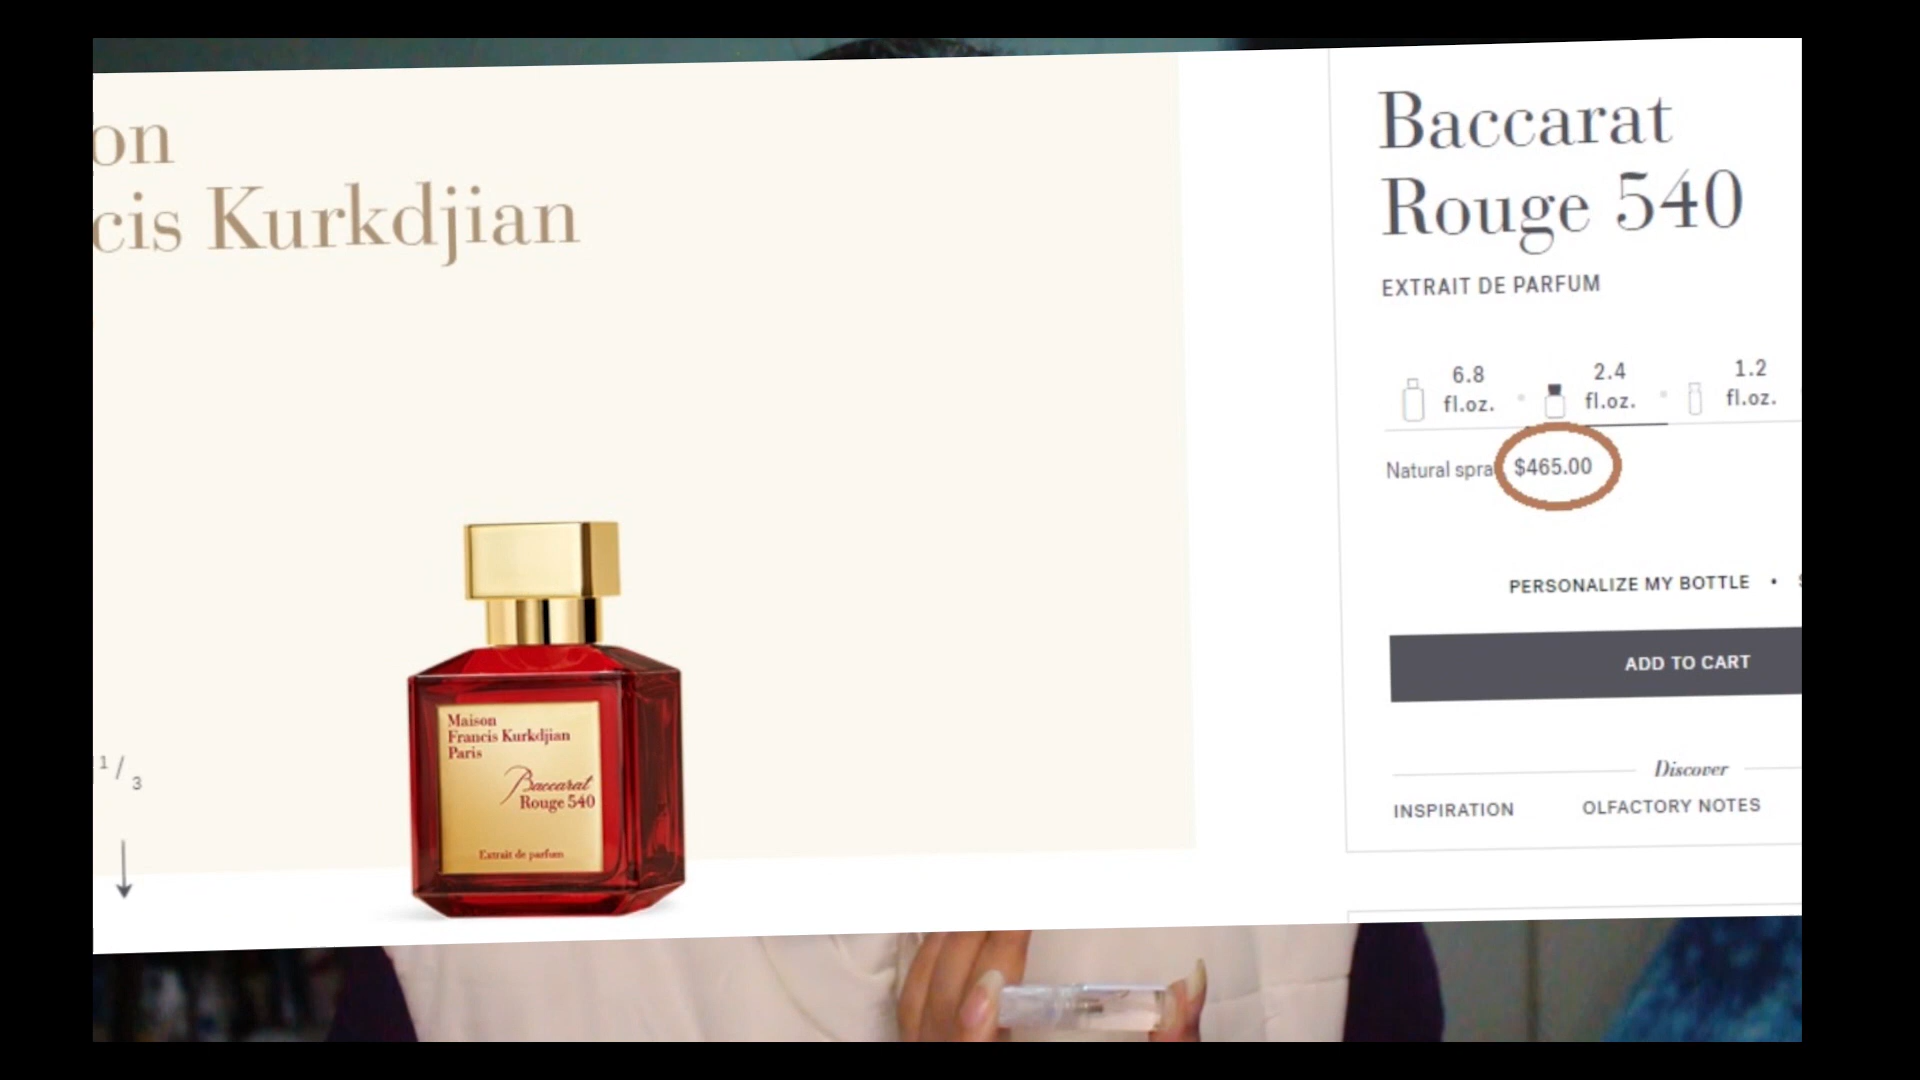 on
cis Kurkdjian
Maison
Francis Kurkdjian
Paris
Baccarat
Rouge 540
Extrait de parfum
1/3
Baccarat
Rouge 540
EXTRAIT DE PARFUM
6.8 fl.oz.
2.4 fl.oz.
1.2 fl.oz.
Natural spra $465.00
PERSONALIZE MY BOTTLE •
ADD TO CART
Discover
INSPIRATION OLFACTORY NOTES